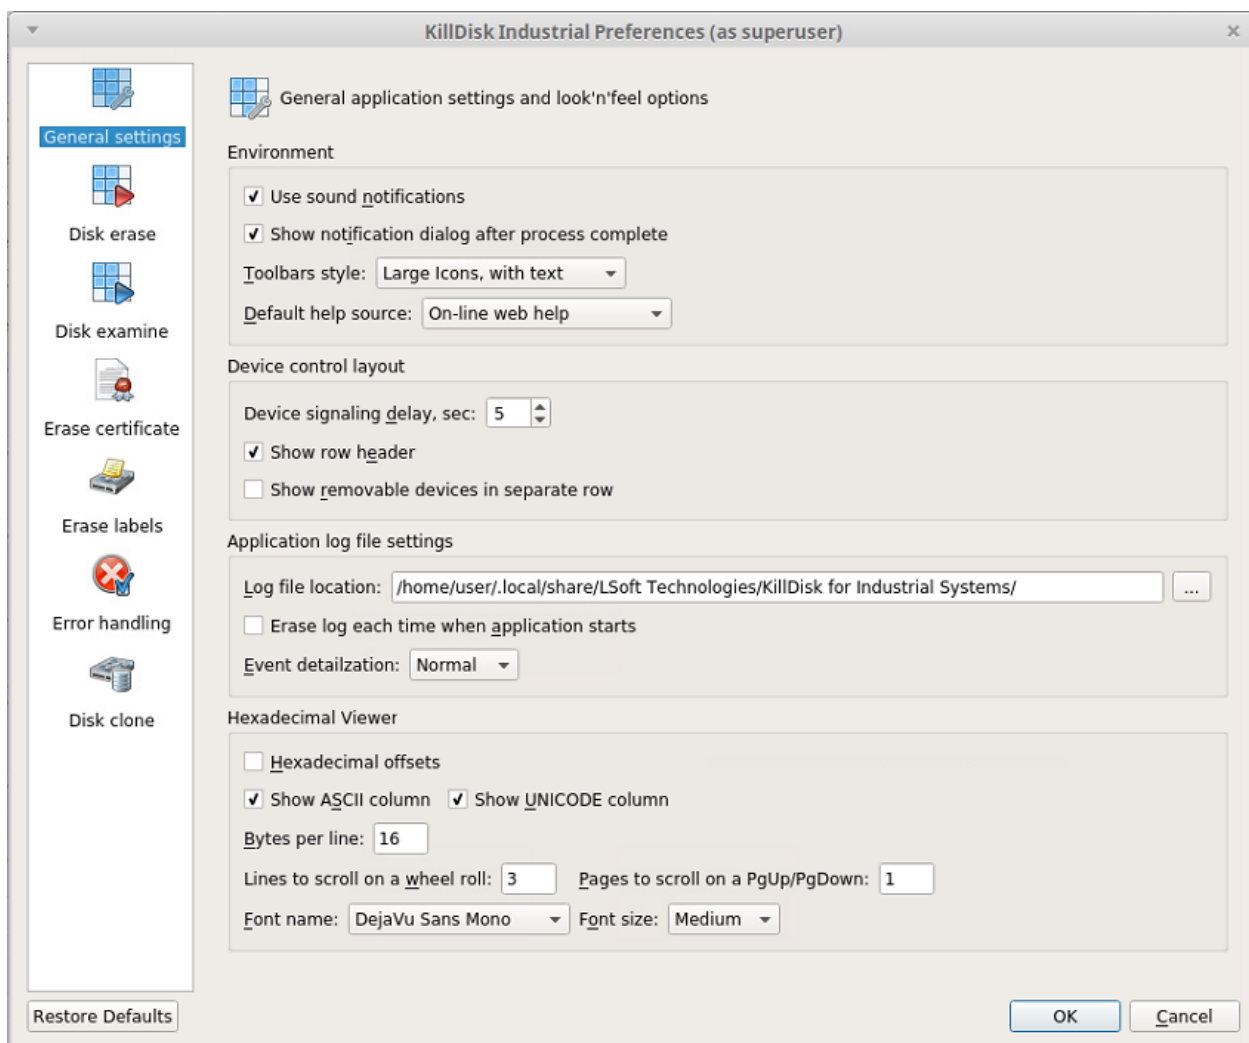 KillDisk Industrial Preferences (as superuser)
General settings
Disk erase
Disk examine
Erase certificate
Erase labels
Error handling
Disk clone
General application settings and look'n'feel options
Environment
Use sound notifications
Show notification dialog after process complete
Toolbars style: Large Icons, with text
Default help source: On-line web help
Device control layout
Device signaling delay, sec: 5
Show row header
Show removable devices in separate row
Application log file settings
Log file location: /home/user/.local/share/LSoft Technologies/KillDisk for Industrial Systems/ ...
Erase log each time when application starts
Event detailzation: Normal
Hexadecimal Viewer
Hexadecimal offsets
Show ASCII column Show UNICODE column
Bytes per line: 16
Lines to scroll on a wheel roll: 3 Pages to scroll on a PgUp/PgDown: 1
Font name: DejaVu Sans Mono Font size: Medium
Restore Defaults OK Cancel